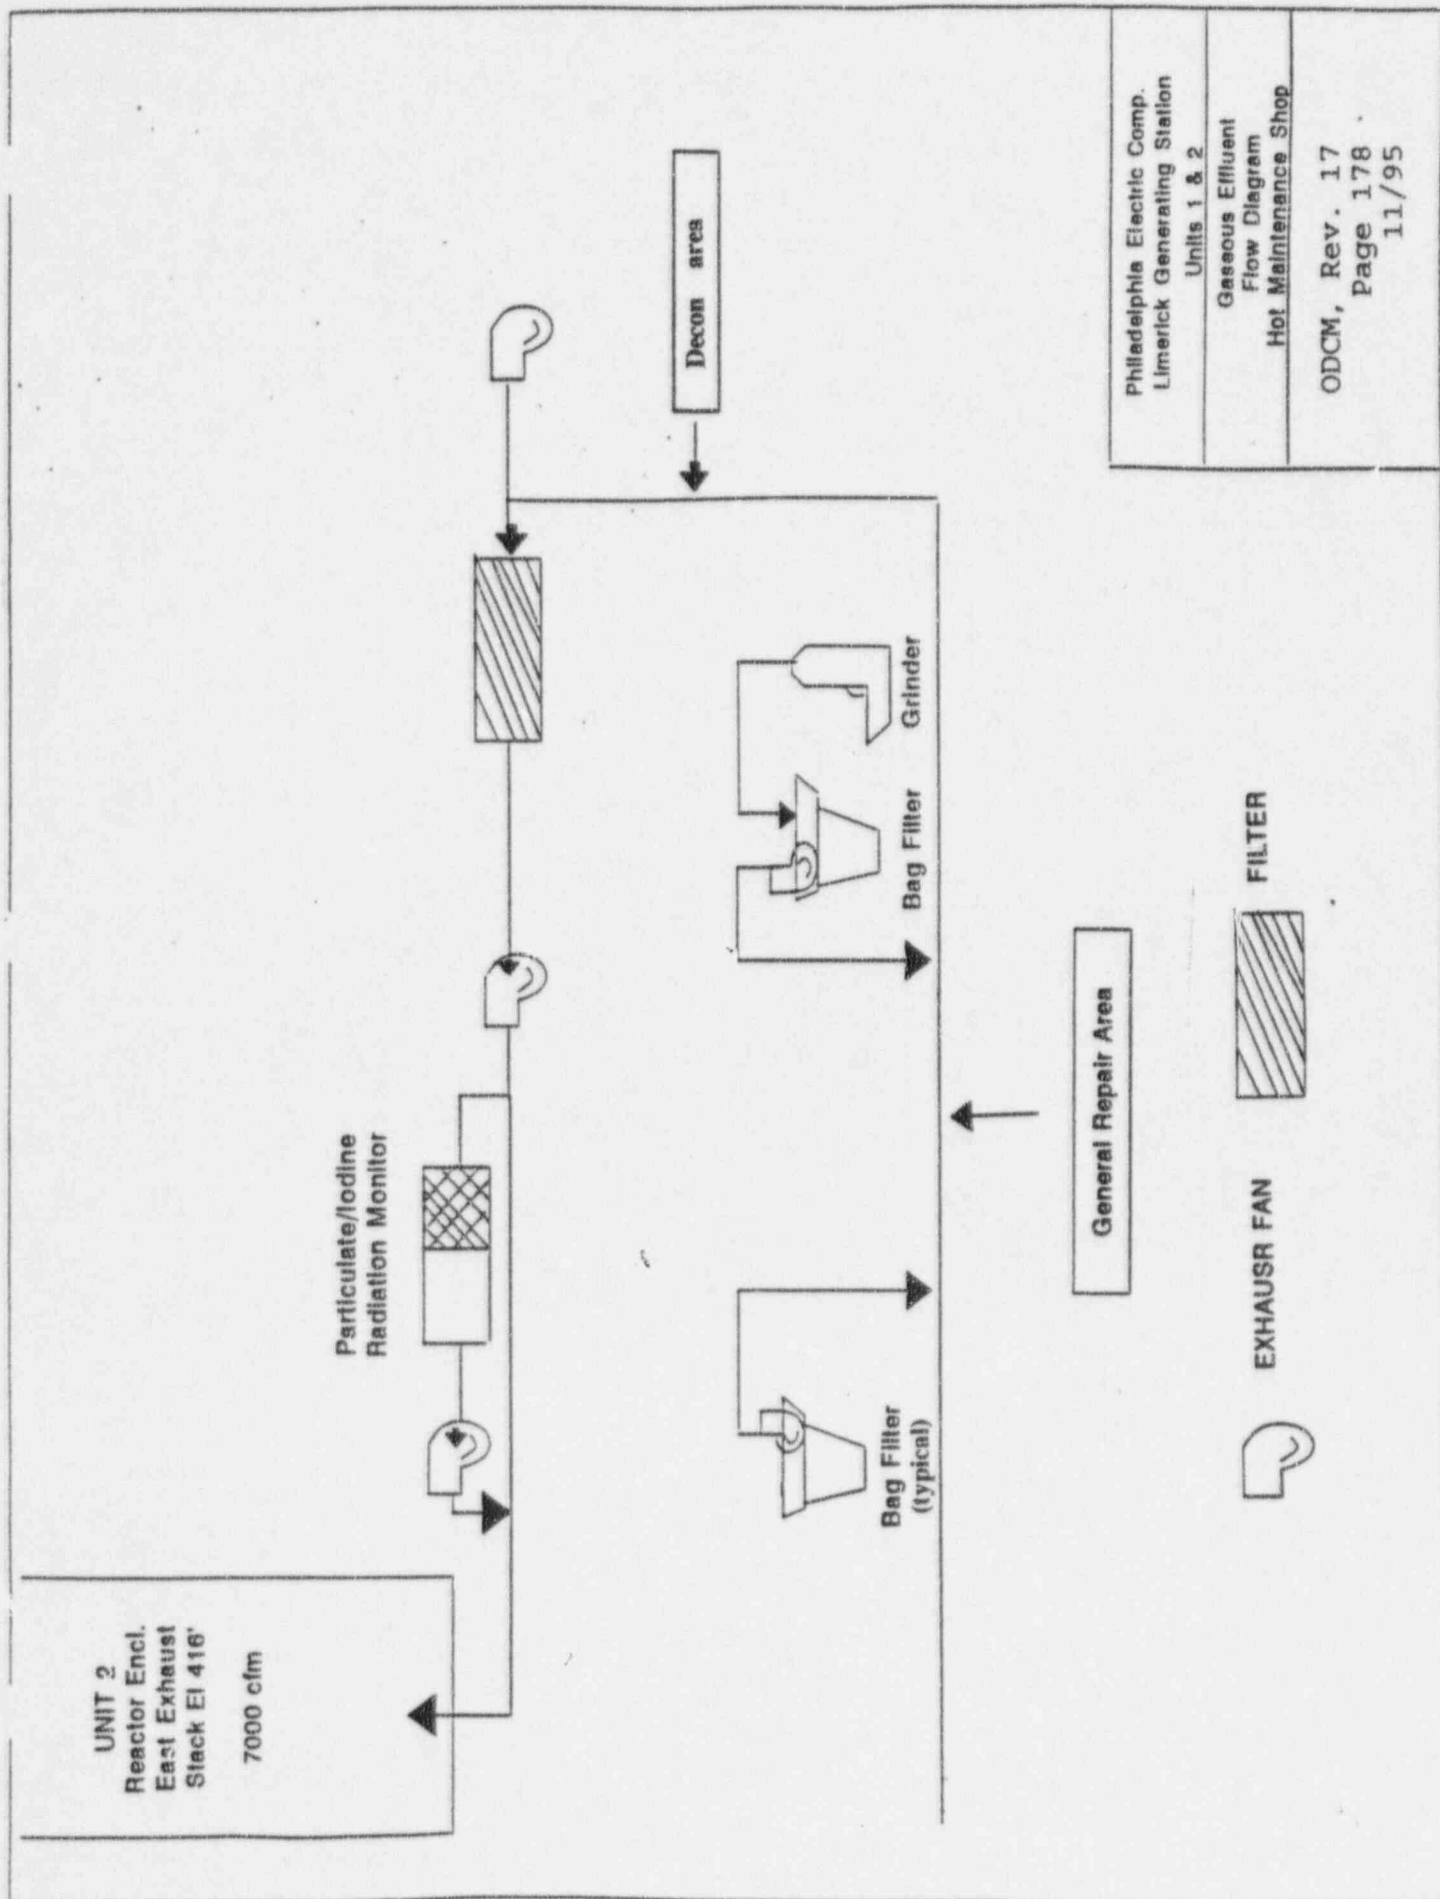 UNIT 2
Reactor Encl.
East Exhaust
Stack El 416'
7000 cfm
Particulate/Iodine
Radiation Monitor
Decon area
Bag Filter
(typical)
Bag Filter
Grinder
General Repair Area
EXHAUSR FAN
FILTER
Philadelphia Electric Comp.
Limerick Generating Station
Units 1 & 2
Gaseous Effluent
Flow Diagram
Hot Maintenance Shop
ODCM, Rev. 17
Page 178
11/95